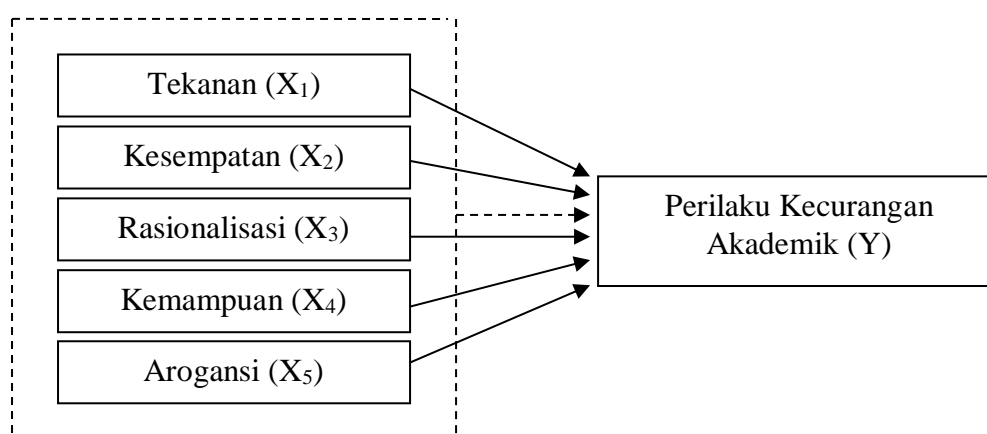 Tekanan (X₁)
Kesempatan (X₂)
Rasionalisasi (X₃)
Kemampuan (X₄)
Arogansi (X₅)
Perilaku Kecurangan
Akademik (Y)